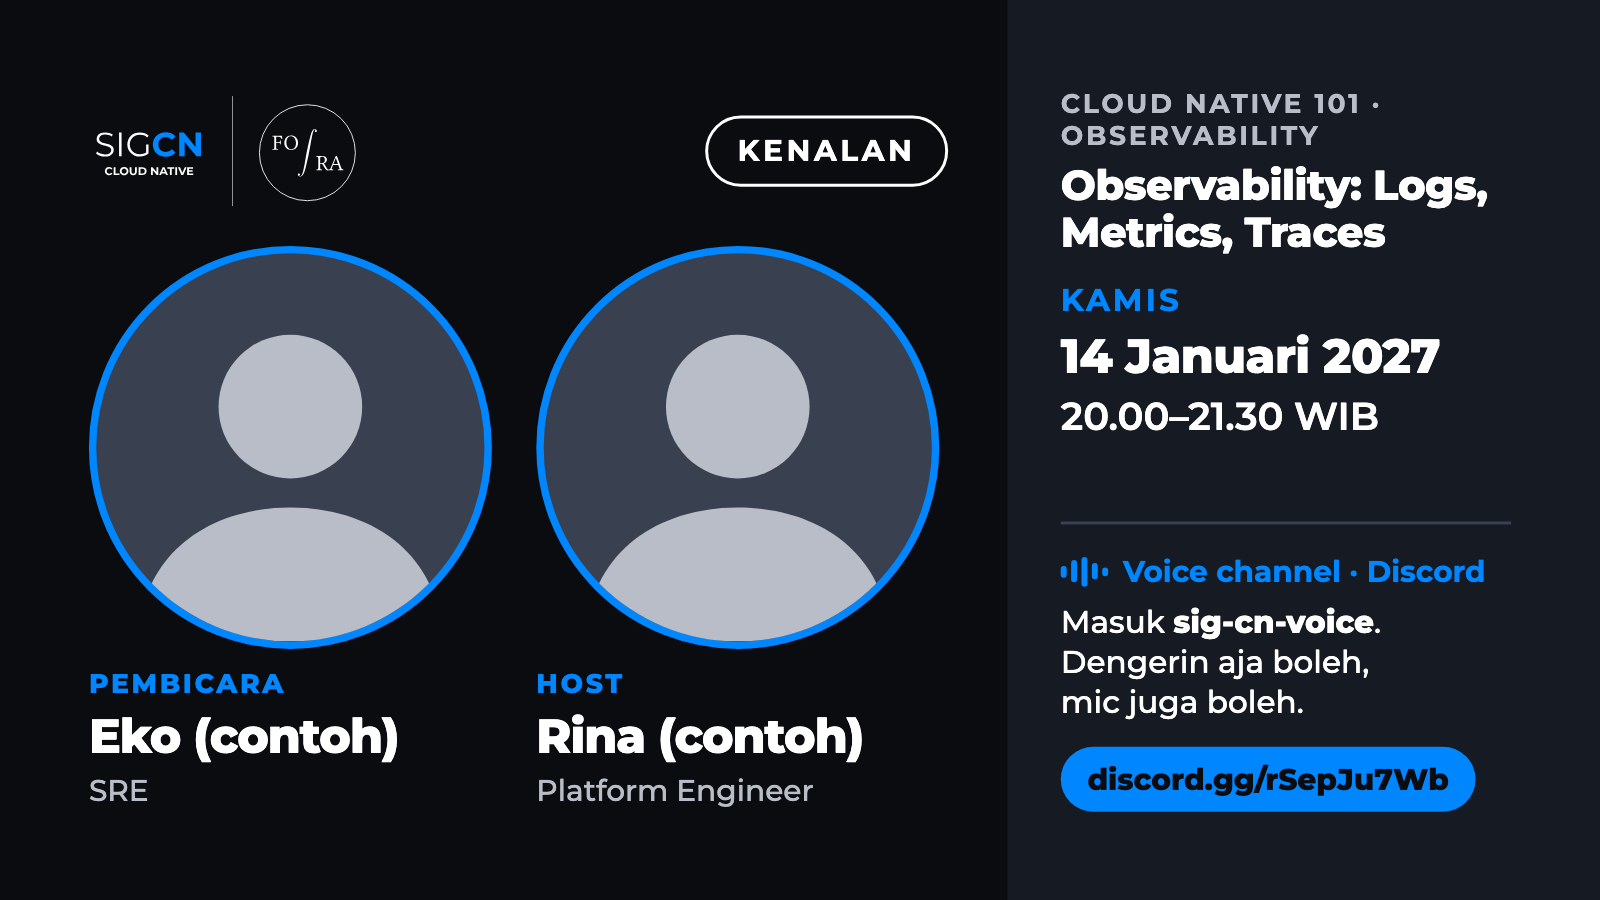 SIGCN
CLOUD NATIVE
FO
RA
KENALAN
PEMBICARA
Eko (contoh)
SRE
HOST
Rina (contoh)
Platform Engineer
CLOUD NATIVE 101 ·
OBSERVABILITY
Observability: Logs,
Metrics, Traces
KAMIS
14 Januari 2027
20.00–21.30 WIB
Voice channel · Discord
Masuk sig-cn-voice.
Dengerin aja boleh,
mic juga boleh.
discord.gg/rSepJu7Wb